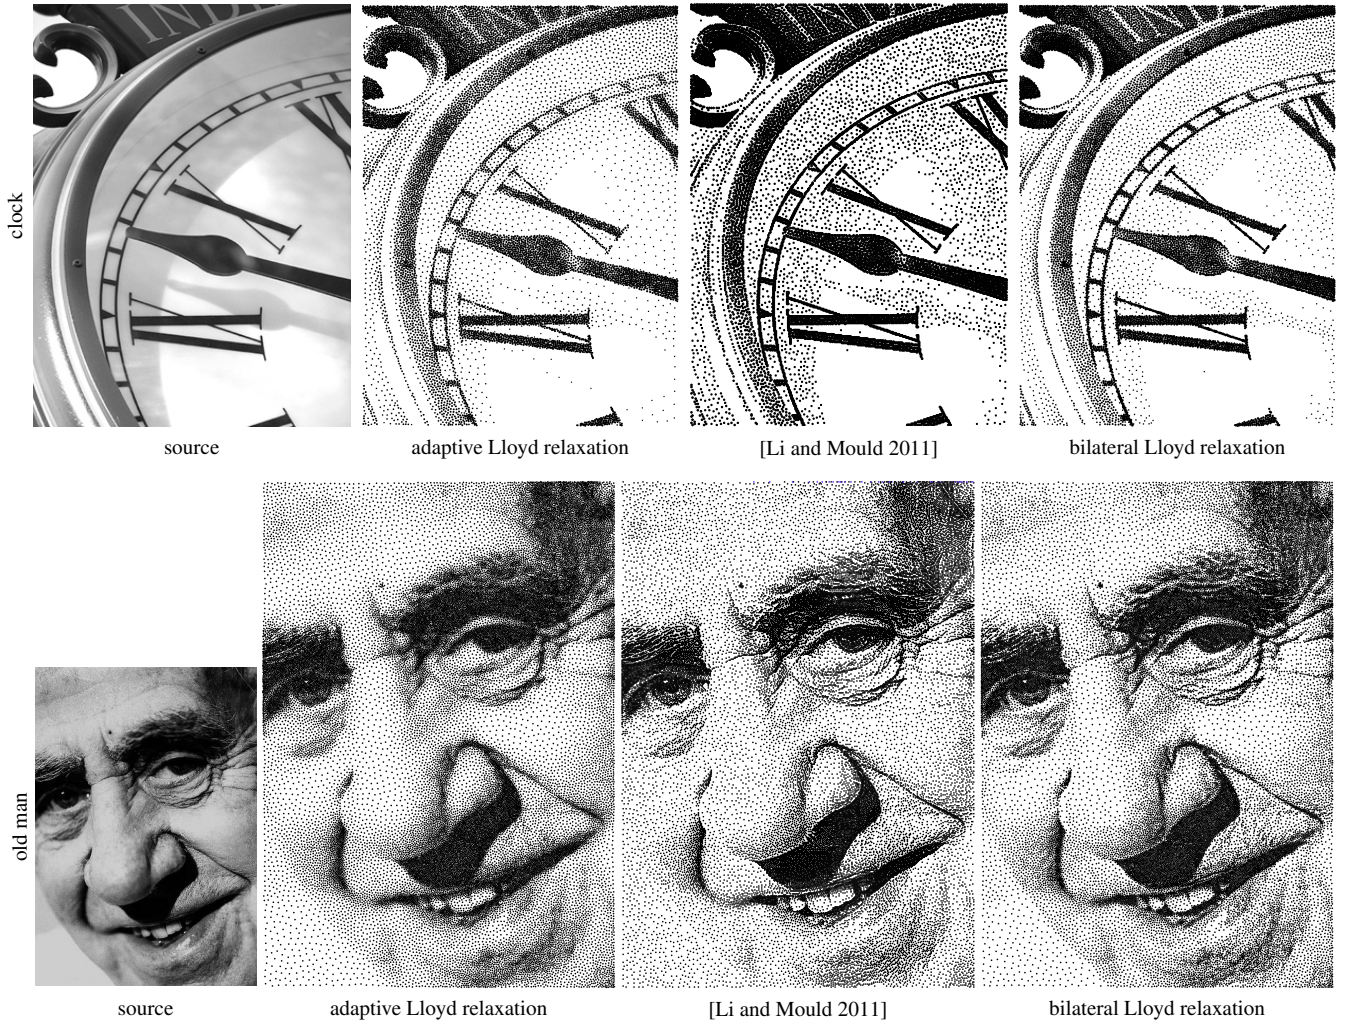 clock
source
adaptive Lloyd relaxation
[Li and Mould 2011]
bilateral Lloyd relaxation
old man
source
adaptive Lloyd relaxation
[Li and Mould 2011]
bilateral Lloyd relaxation